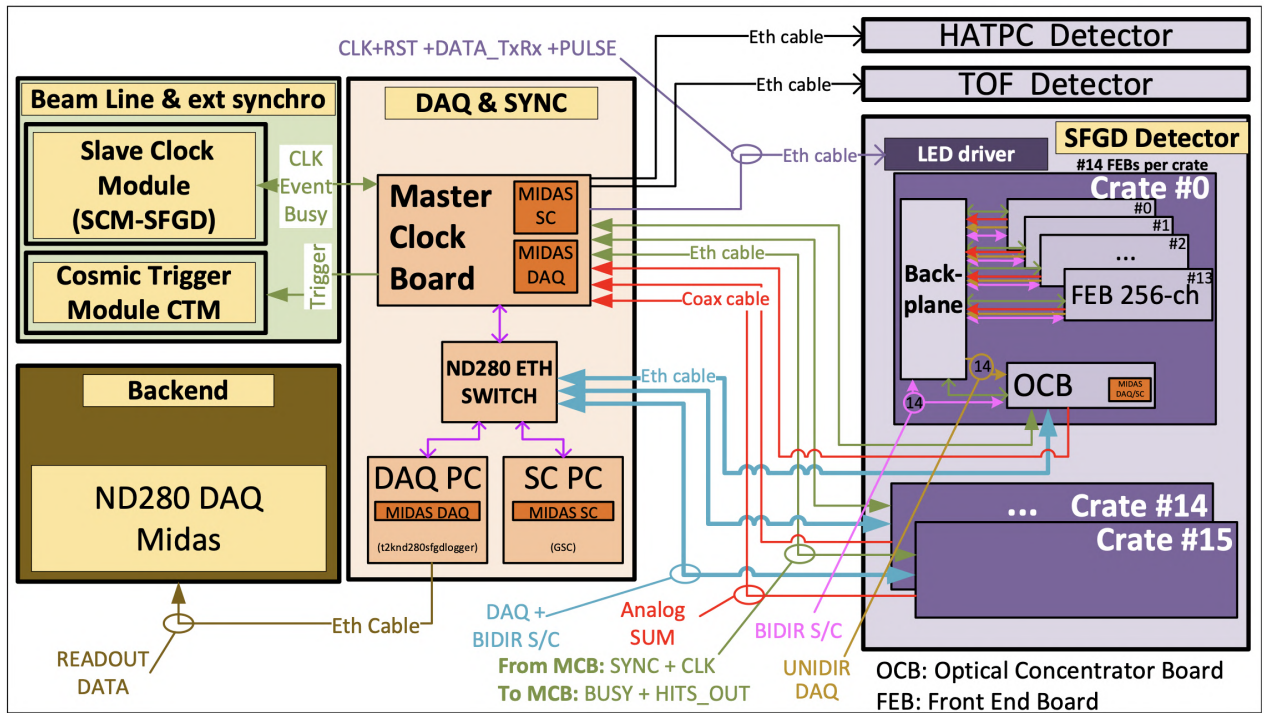 CLK+RST +DATA_TxRx +PULSE
Eth cable
HATPC Detector
Eth cable
TOF Detector
Beam Line & ext synchro
Slave Clock
Module
(SCM-SFGD)
CLK
Event
Busy
Cosmic Trigger
Module CTM
Trigger
DAQ & SYNC
Master
Clock
Board
MIDAS
SC
MIDAS
DAQ
Eth cable
Eth cable
Coax cable
SFGD Detector
LED driver
#14 FEBs per crate
Crate #0
Back-
plane
#0
#1
#2
...
#13
FEB 256-ch
14
14
OCB
MIDAS
DAQ/SC
ND280 ETH
SWITCH
Eth cable
Backend
ND280 DAQ
Midas
DAQ PC
MIDAS DAQ
(t2knd280sfgdlogger)
SC PC
MIDAS SC
(GSC)
... Crate #14
Crate #15
Eth Cable
READOUT
DATA
DAQ +
BIDIR S/C
Analog
SUM
BIDIR S/C
UNIDIR
DAQ
From MCB: SYNC + CLK
To MCB: BUSY + HITS_OUT
OCB: Optical Concentrator Board
FEB: Front End Board